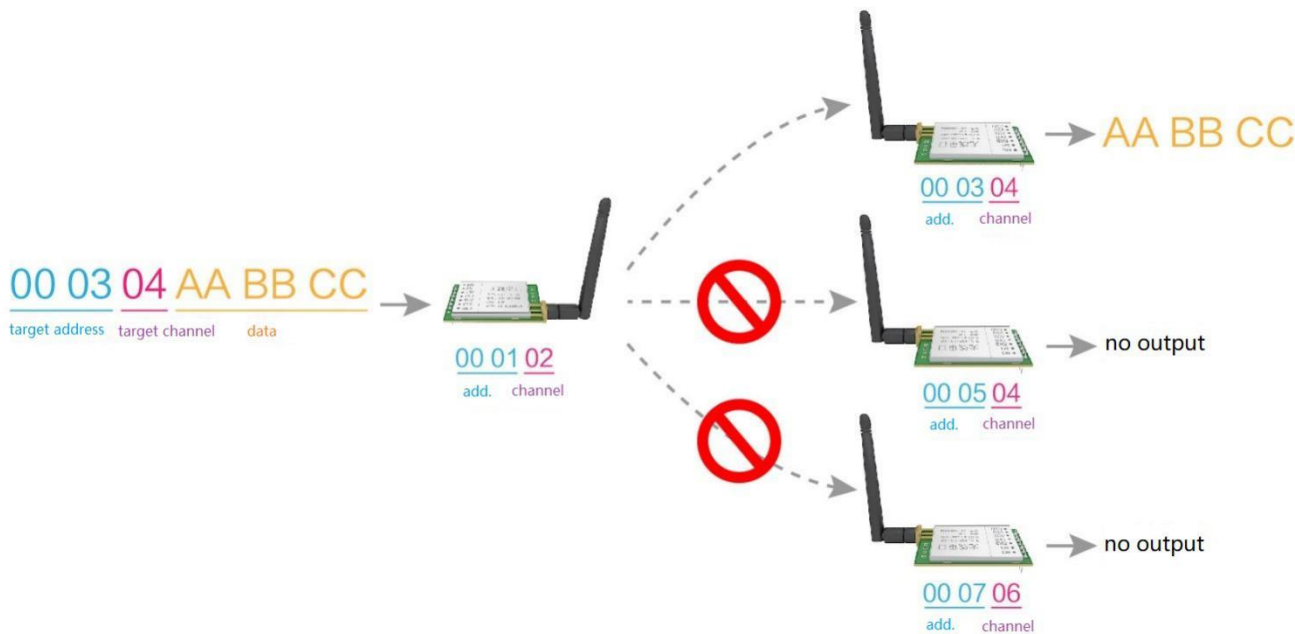 00 03 04 AA BB CC
target address target channel data
00 01 02
add. channel
AA BB CC
00 03 04
add. channel
no output
00 05 04
add. channel
no output
00 07 06
add. channel